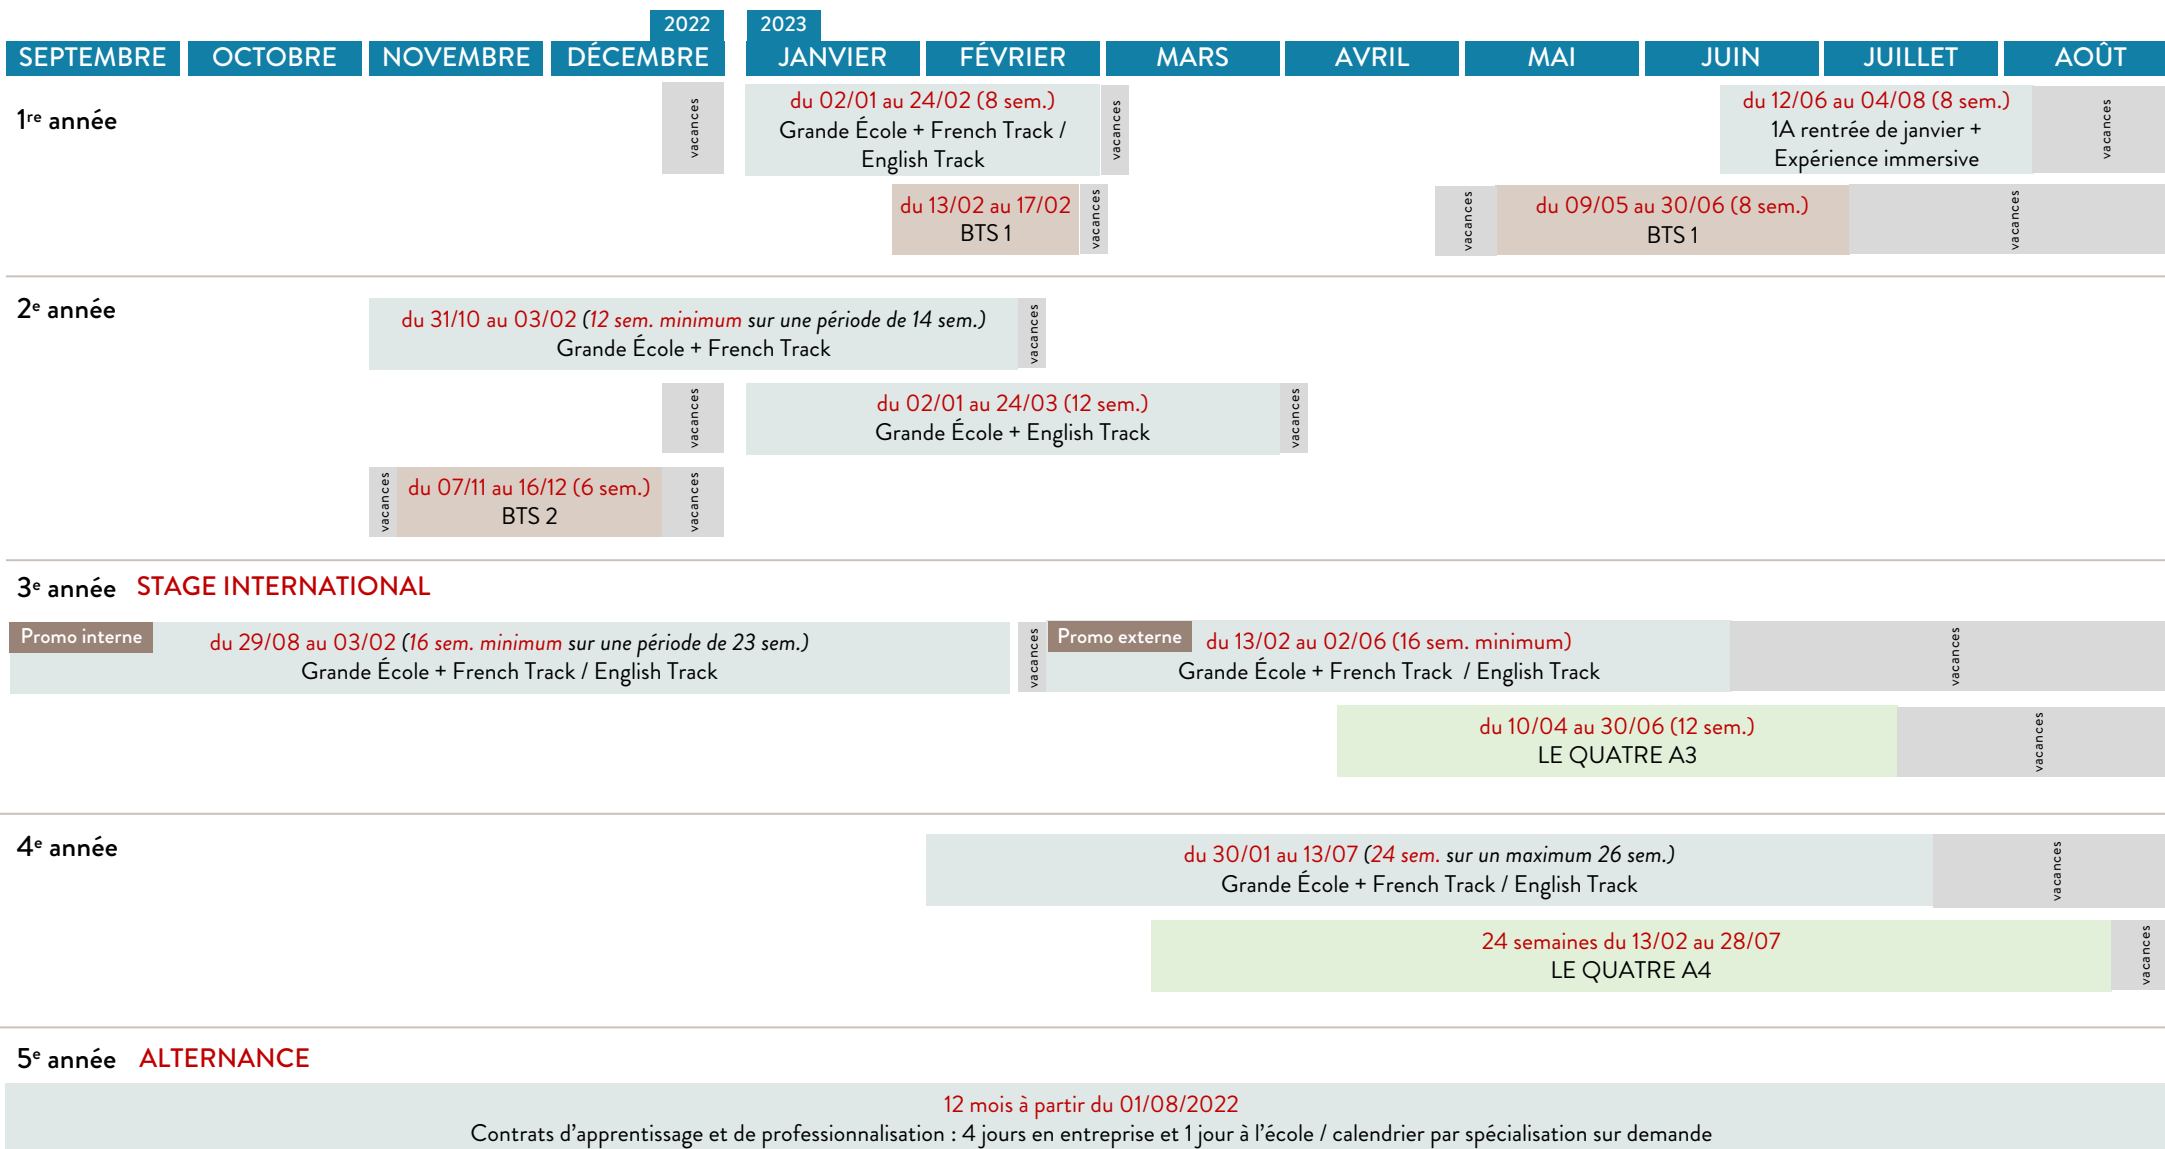 2022
2023
SEPTEMBRE
OCTOBRE
NOVEMBRE
DÉCEMBRE
JANVIER
FÉVRIER
MARS
AVRIL
MAI
JUIN
JUILLET
AOÛT
1re année
vacances
du 02/01 au 24/02 (8 sem.)
Grande École + French Track /
English Track
vacances
du 12/06 au 04/08 (8 sem.)
1A rentrée de janvier +
Expérience immersive
vacances
du 13/02 au 17/02
BTS 1
vacances
vacances
du 09/05 au 30/06 (8 sem.)
BTS 1
vacances
2e année
du 31/10 au 03/02 (12 sem. minimum sur une période de 14 sem.)
Grande École + French Track
vacances
vacances
du 02/01 au 24/03 (12 sem.)
Grande École + English Track
vacances
vacances
du 07/11 au 16/12 (6 sem.)
BTS 2
vacances
3e année STAGE INTERNATIONAL
Promo interne
du 29/08 au 03/02 (16 sem. minimum sur une période de 23 sem.)
Grande École + French Track / English Track
vacances
Promo externe
du 13/02 au 02/06 (16 sem. minimum)
Grande École + French Track / English Track
vacances
du 10/04 au 30/06 (12 sem.)
LE QUATRE A3
vacances
4e année
du 30/01 au 13/07 (24 sem. sur un maximum 26 sem.)
Grande École + French Track / English Track
vacances
24 semaines du 13/02 au 28/07
LE QUATRE A4
vacances
5e année ALTERNANCE
12 mois à partir du 01/08/2022
Contrats d'apprentissage et de professionnalisation : 4 jours en entreprise et 1 jour à l'école / calendrier par spécialisation sur demande